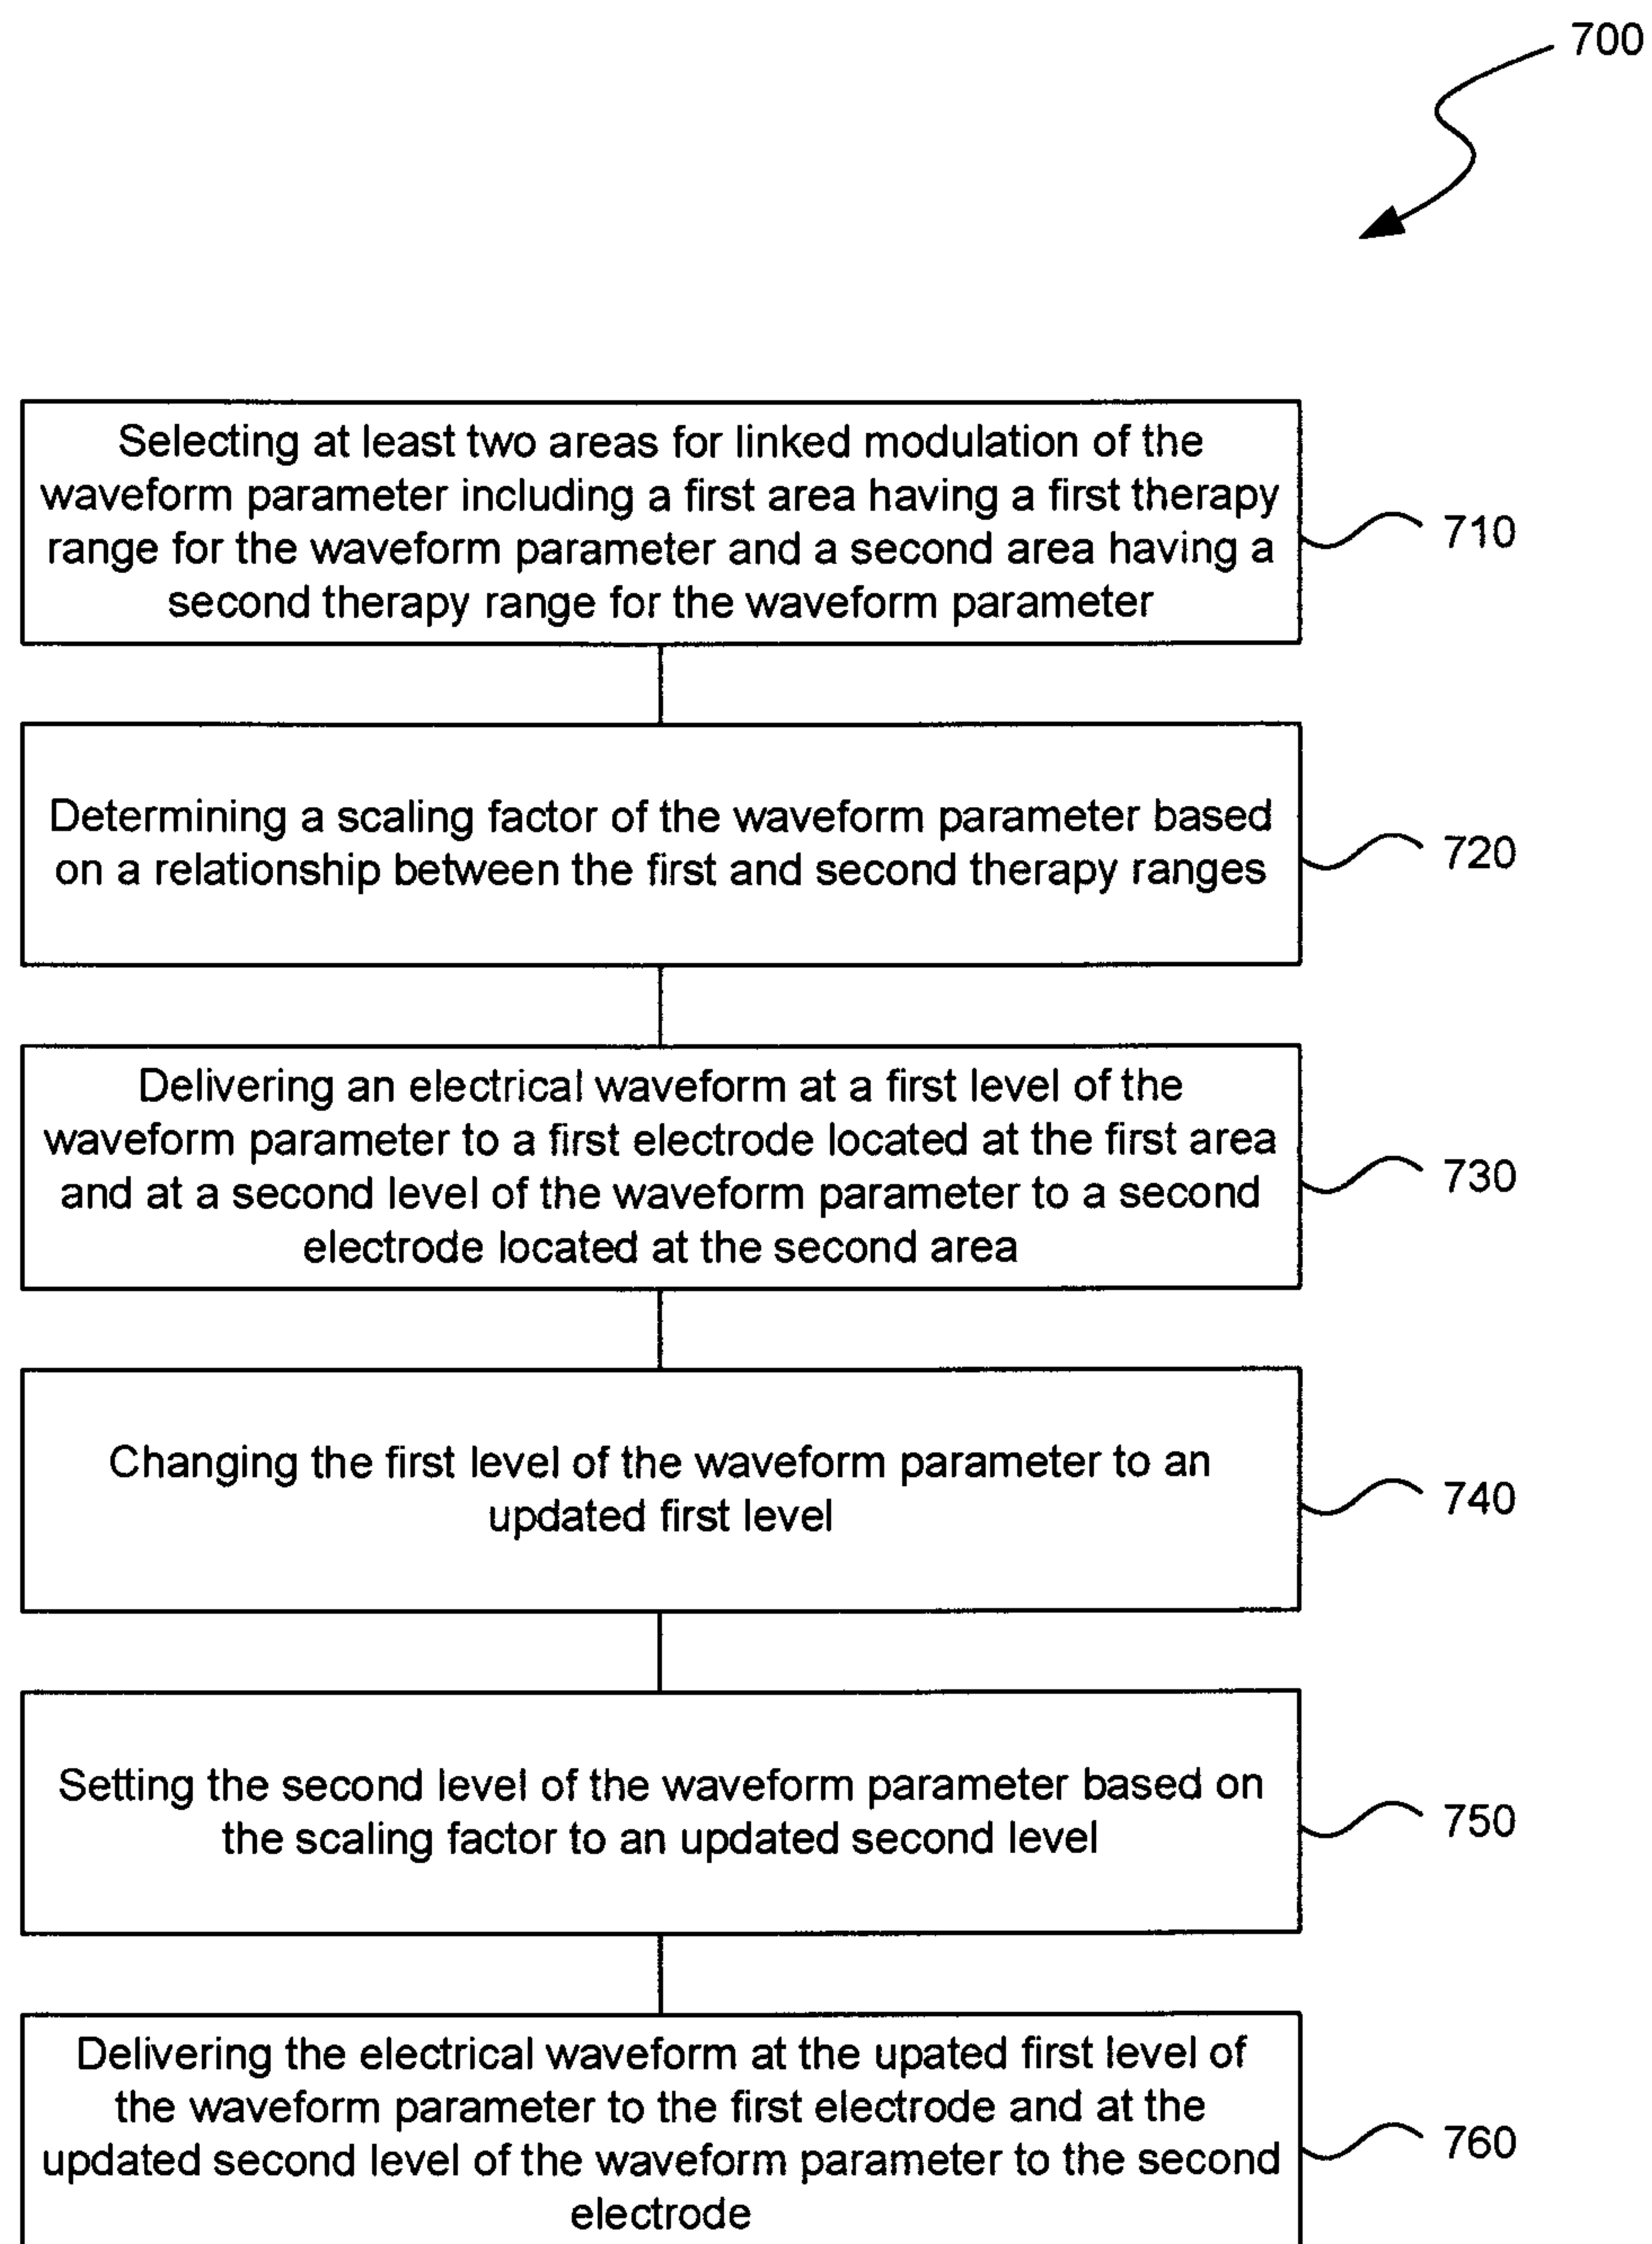 700
Selecting at least two areas for linked modulation of the
waveform parameter including a first area having a first therapy
range for the waveform parameter and a second area having a
second therapy range for the waveform parameter
710
Determining a scaling factor of the waveform parameter based
on a relationship between the first and second therapy ranges
720
Delivering an electrical waveform at a first level of the
waveform parameter to a first electrode located at the first area
and at a second level of the waveform parameter to a second
electrode located at the second area
730
Changing the first level of the waveform parameter to an
updated first level
740
Setting the second level of the waveform parameter based on
the scaling factor to an updated second level
750
Delivering the electrical waveform at the upated first level of
the waveform parameter to the first electrode and at the
updated second level of the waveform parameter to the second
electrode
760